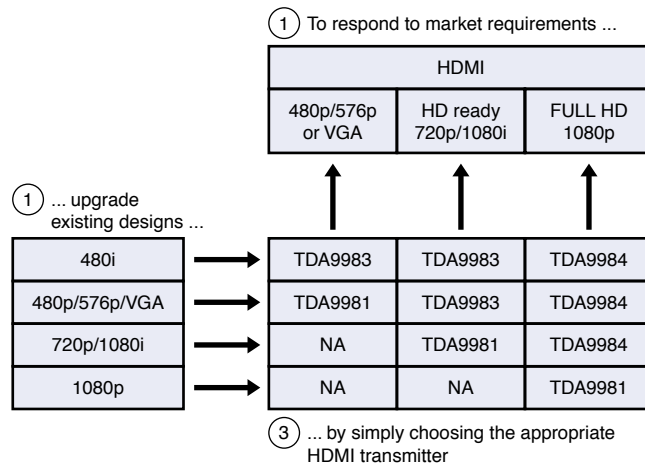 1 To respond to market requirements ...
HDMI
480p/576p
or VGA
HD ready
720p/1080i
FULL HD
1080p
1 ... upgrade
existing designs ...
480i
TDA9983
TDA9983
TDA9984
480p/576p/VGA
TDA9981
TDA9983
TDA9984
720p/1080i
NA
TDA9981
TDA9984
1080p
NA
NA
TDA9981
3 ... by simply choosing the appropriate
HDMI transmitter